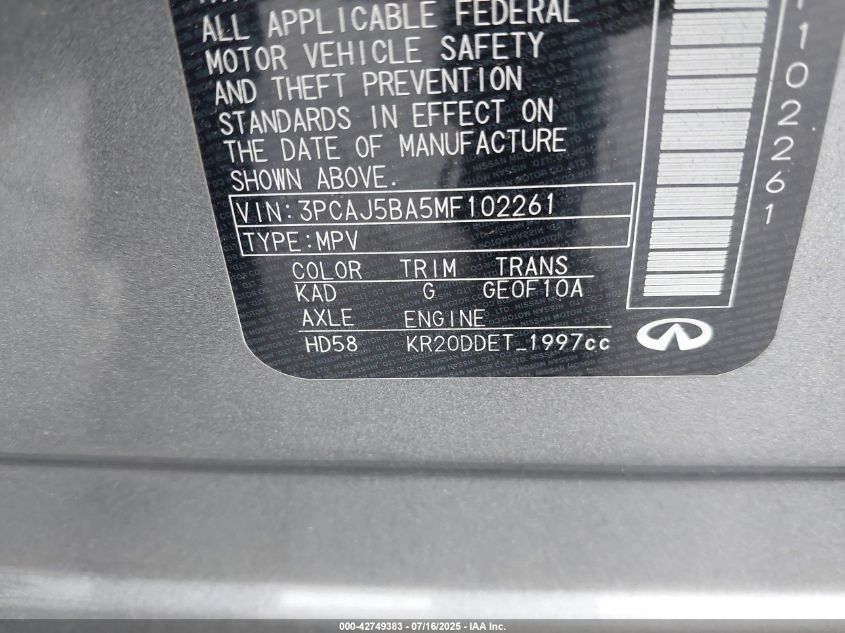 ALL APPLICABLE FEDERAL
MOTOR VEHICLE SAFETY
AND THEFT PREVENTION
STANDARDS IN EFFECT ON
THE DATE OF MANUFACTURE
SHOWN ABOVE.
VIN:3PCAJ5BA5MF102261
TYPE:MPV
COLOR TRIM TRANS
KAD G GE0F10A
AXLE ENGINE
HD58 KR20DDET_1997cc
102261
000-42749383 - 07/16/2025 - IAA Inc.